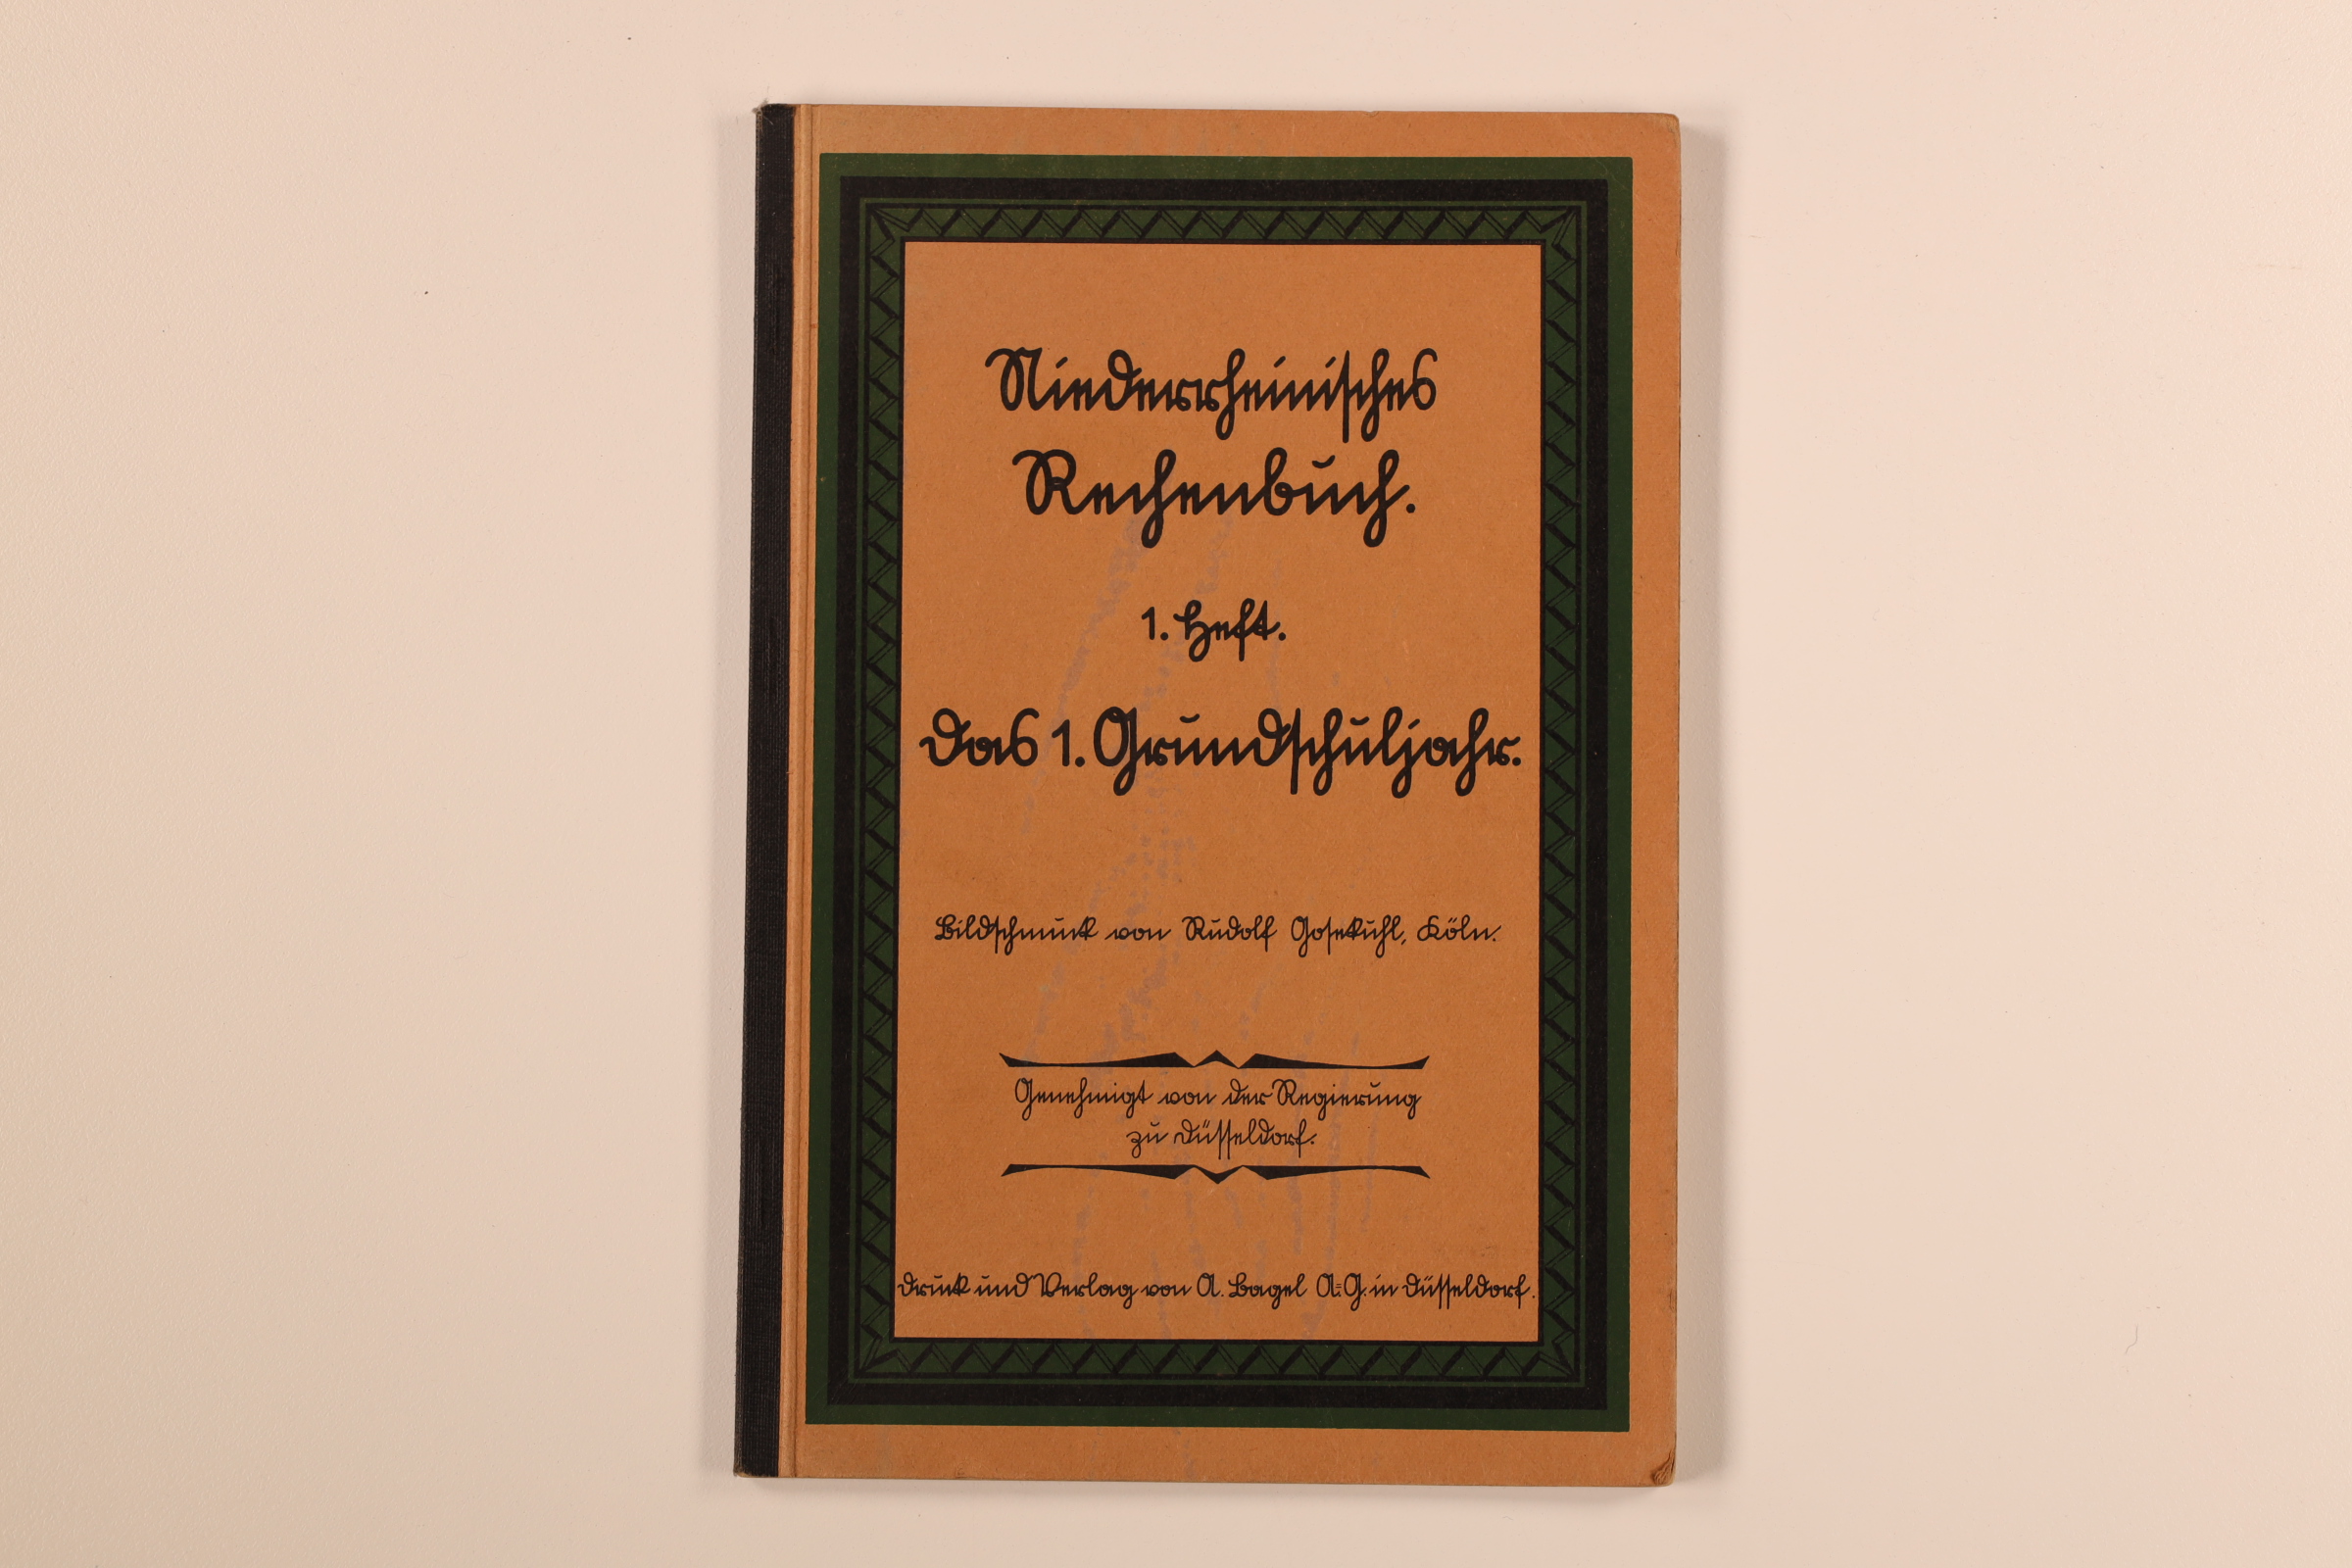 Niederrheinisches
Rechenbuch.
1. Heft.
Das 1. Grundschuljahr.
Bildschmuck von Rudolf Gosekuhl, Köln.
Genehmigt von der Regierung
zu Düsseldorf.
Druck und Verlag von A. Bagel A=G. in Düsseldorf.